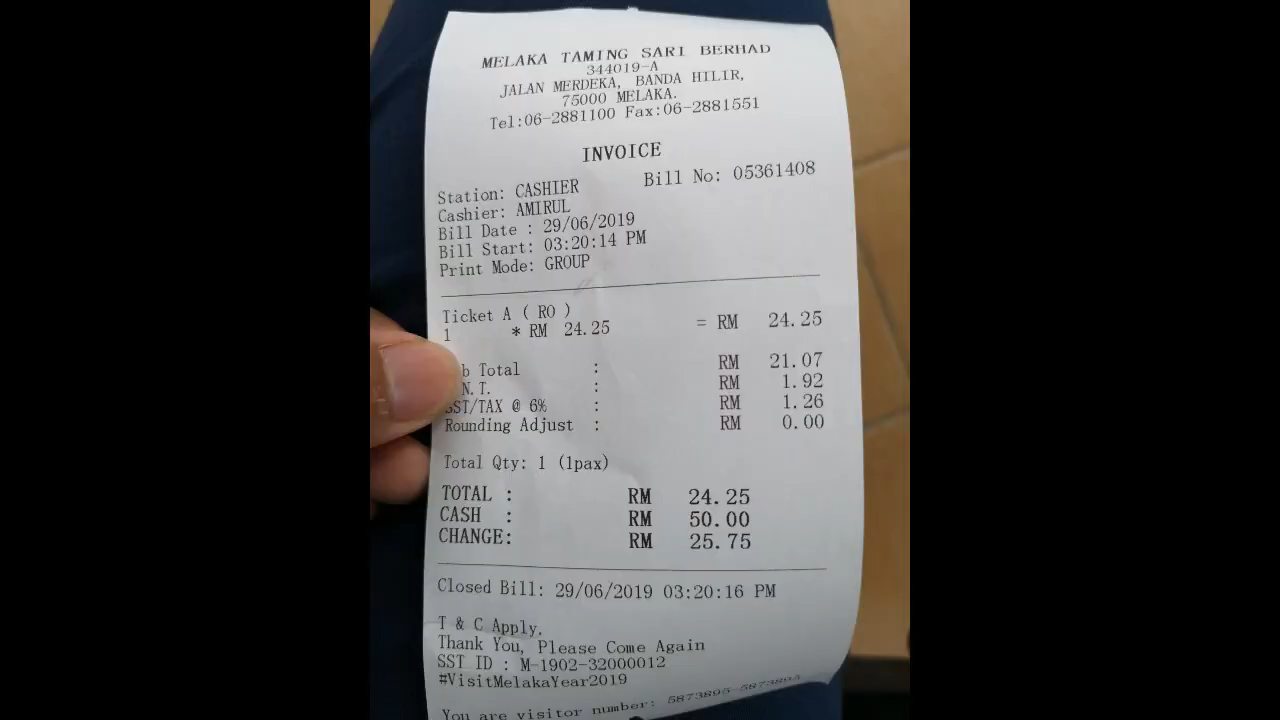 MELAKA TAMING SARI BERHAD
344019-A
JALAN MERDEKA, BANDA HILIR,
75000 MELAKA.
Tel:06-2881100 Fax:06-2881551
INVOICE
Station: CASHIER Bill No: 05361408
Cashier: AMIRUL
Bill Date : 29/06/2019
Bill Start: 03:20:14 PM
Print Mode: GROUP
Ticket A ( RO )
1 * RM 24.25 = RM 24.25
b Total : RM 21.07
N.T. : RM 1.92
SST/TAX @ 6% : RM 1.26
Rounding Adjust : RM 0.00
Total Qty: 1 (1pax)
TOTAL : RM 24.25
CASH : RM 50.00
CHANGE: RM 25.75
Closed Bill: 29/06/2019 03:20:16 PM
T & C Apply.
Thank You, Please Come Again
SST ID : M-1902-32000012
#VisitMelakaYear2019
You are visitor number: 5873895-5873895